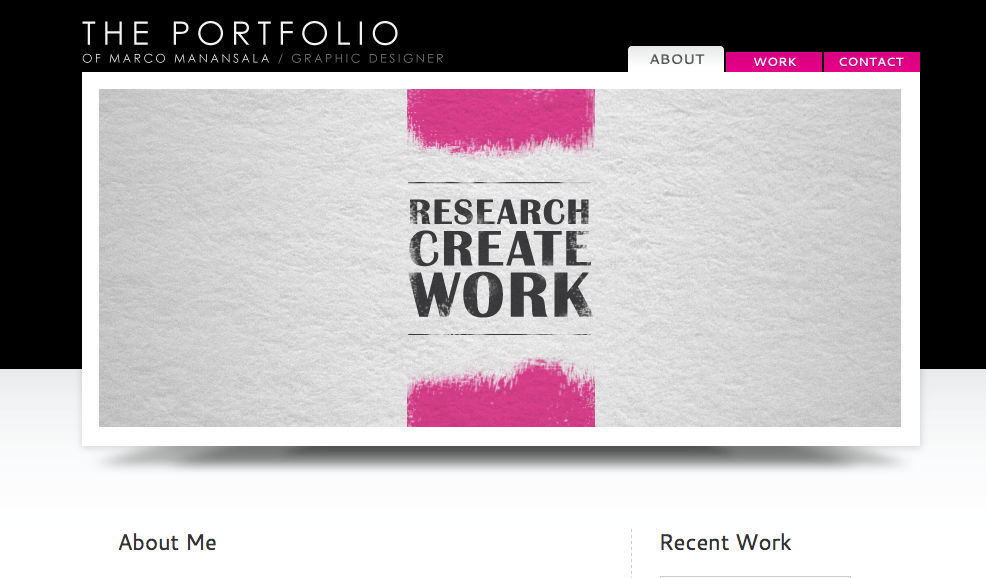 THE PORTFOLIO
OF MARCO MANANSALA / GRAPHIC DESIGNER
ABOUT
WORK
CONTACT
RESEARCH
CREATE
WORK
About Me
Recent Work